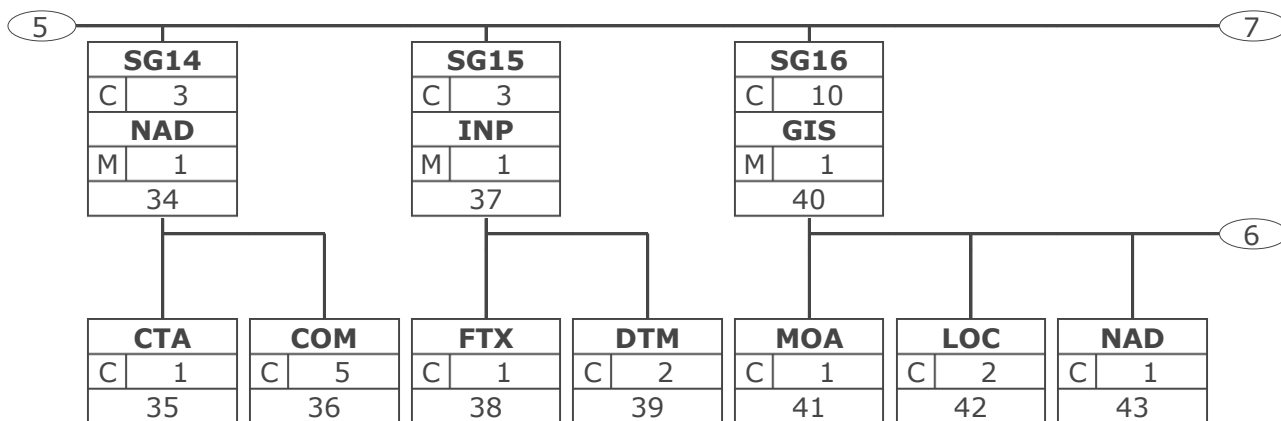 5 7
SG14 SG15 SG16
C 3 C 3 C 10
NAD INP GIS
M 1 M 1 M 1
34 37 40
6
CTA COM FTX DTM MOA LOC NAD
C 1 C 5 C 1 C 2 C 1 C 2 C 1
35 36 38 39 41 42 43